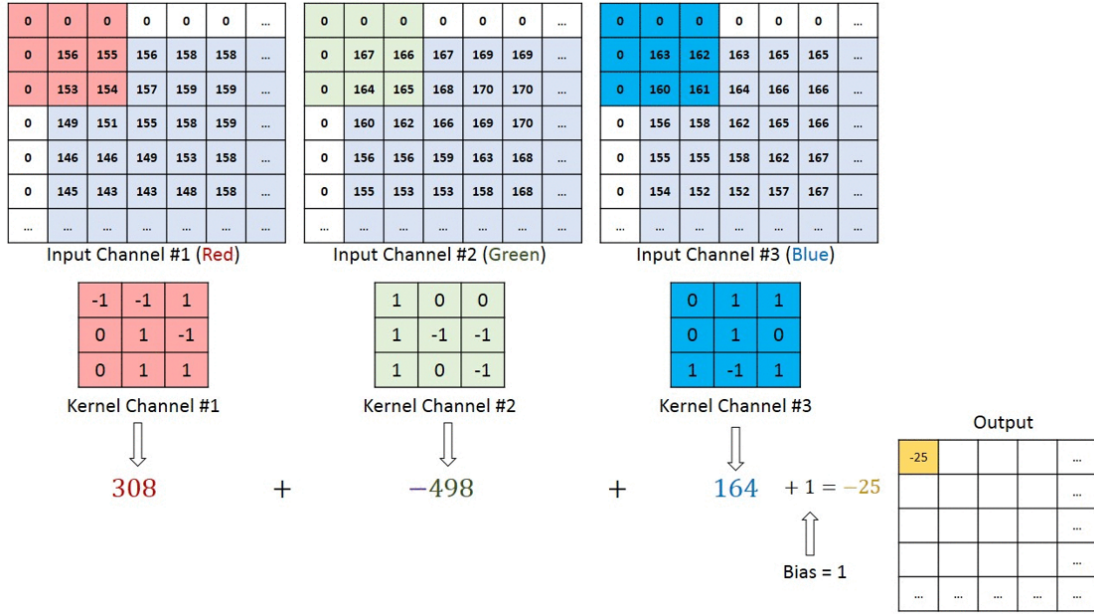 0 0 0 0 0 0 ... 0 0 0 0 0 0 ... 0 0 0 0 0 0 ...
0 156 155 156 158 158 ... 0 167 166 167 169 169 ... 0 163 162 163 165 165 ...
0 153 154 157 159 159 ... 0 164 165 168 170 170 ... 0 160 161 164 166 166 ...
0 149 151 155 158 159 ... 0 160 162 166 169 170 ... 0 156 158 162 165 166 ...
0 146 146 149 153 158 ... 0 156 156 159 163 168 ... 0 155 155 158 162 167 ...
0 145 143 143 148 158 ... 0 155 153 153 158 168 ... 0 154 152 152 157 167 ...
... ... ... ... ... ... ... ... ... ... ... ... ... ... ... ... ... ... ... ... ...
Input Channel #1 (Red) Input Channel #2 (Green) Input Channel #3 (Blue)
-1 -1 1 1 0 0 0 1 1
0 1 -1 1 -1 -1 0 1 0
0 1 1 1 0 -1 1 -1 1
Kernel Channel #1 Kernel Channel #2 Kernel Channel #3
308 + −498 + 164 + 1 = −25
Bias = 1
Output
-25 ...
...
...
...
... ... ... ... ...